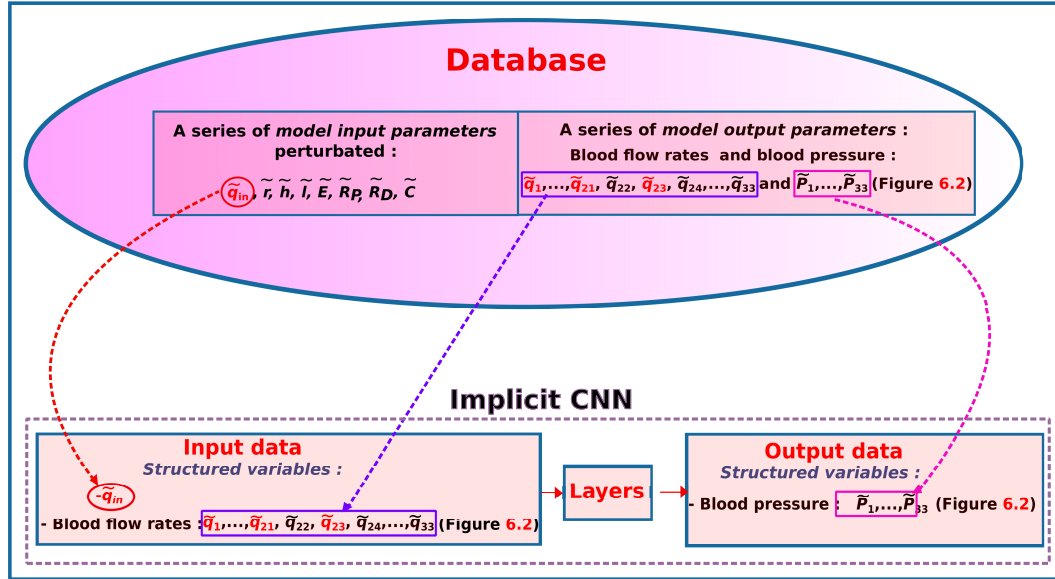 Database
A series of model input parameters
perturbated :
q̃in, r̃, h̃, l̃, Ẽ, R̃P, R̃D, C̃
A series of model output parameters :
Blood flow rates and blood pressure :
q̃1,...,q̃21, q̃22, q̃23, q̃24,...,q̃33 and P̃1,...,P̃33 (Figure 6.2)
Implicit CNN
Input data
Structured variables :
-q̃in
- Blood flow rates : q̃1,...,q̃21, q̃22, q̃23, q̃24,...,q̃33 (Figure 6.2)
Layers
Output data
Structured variables :
- Blood pressure : P̃1,...,P̃33 (Figure 6.2)